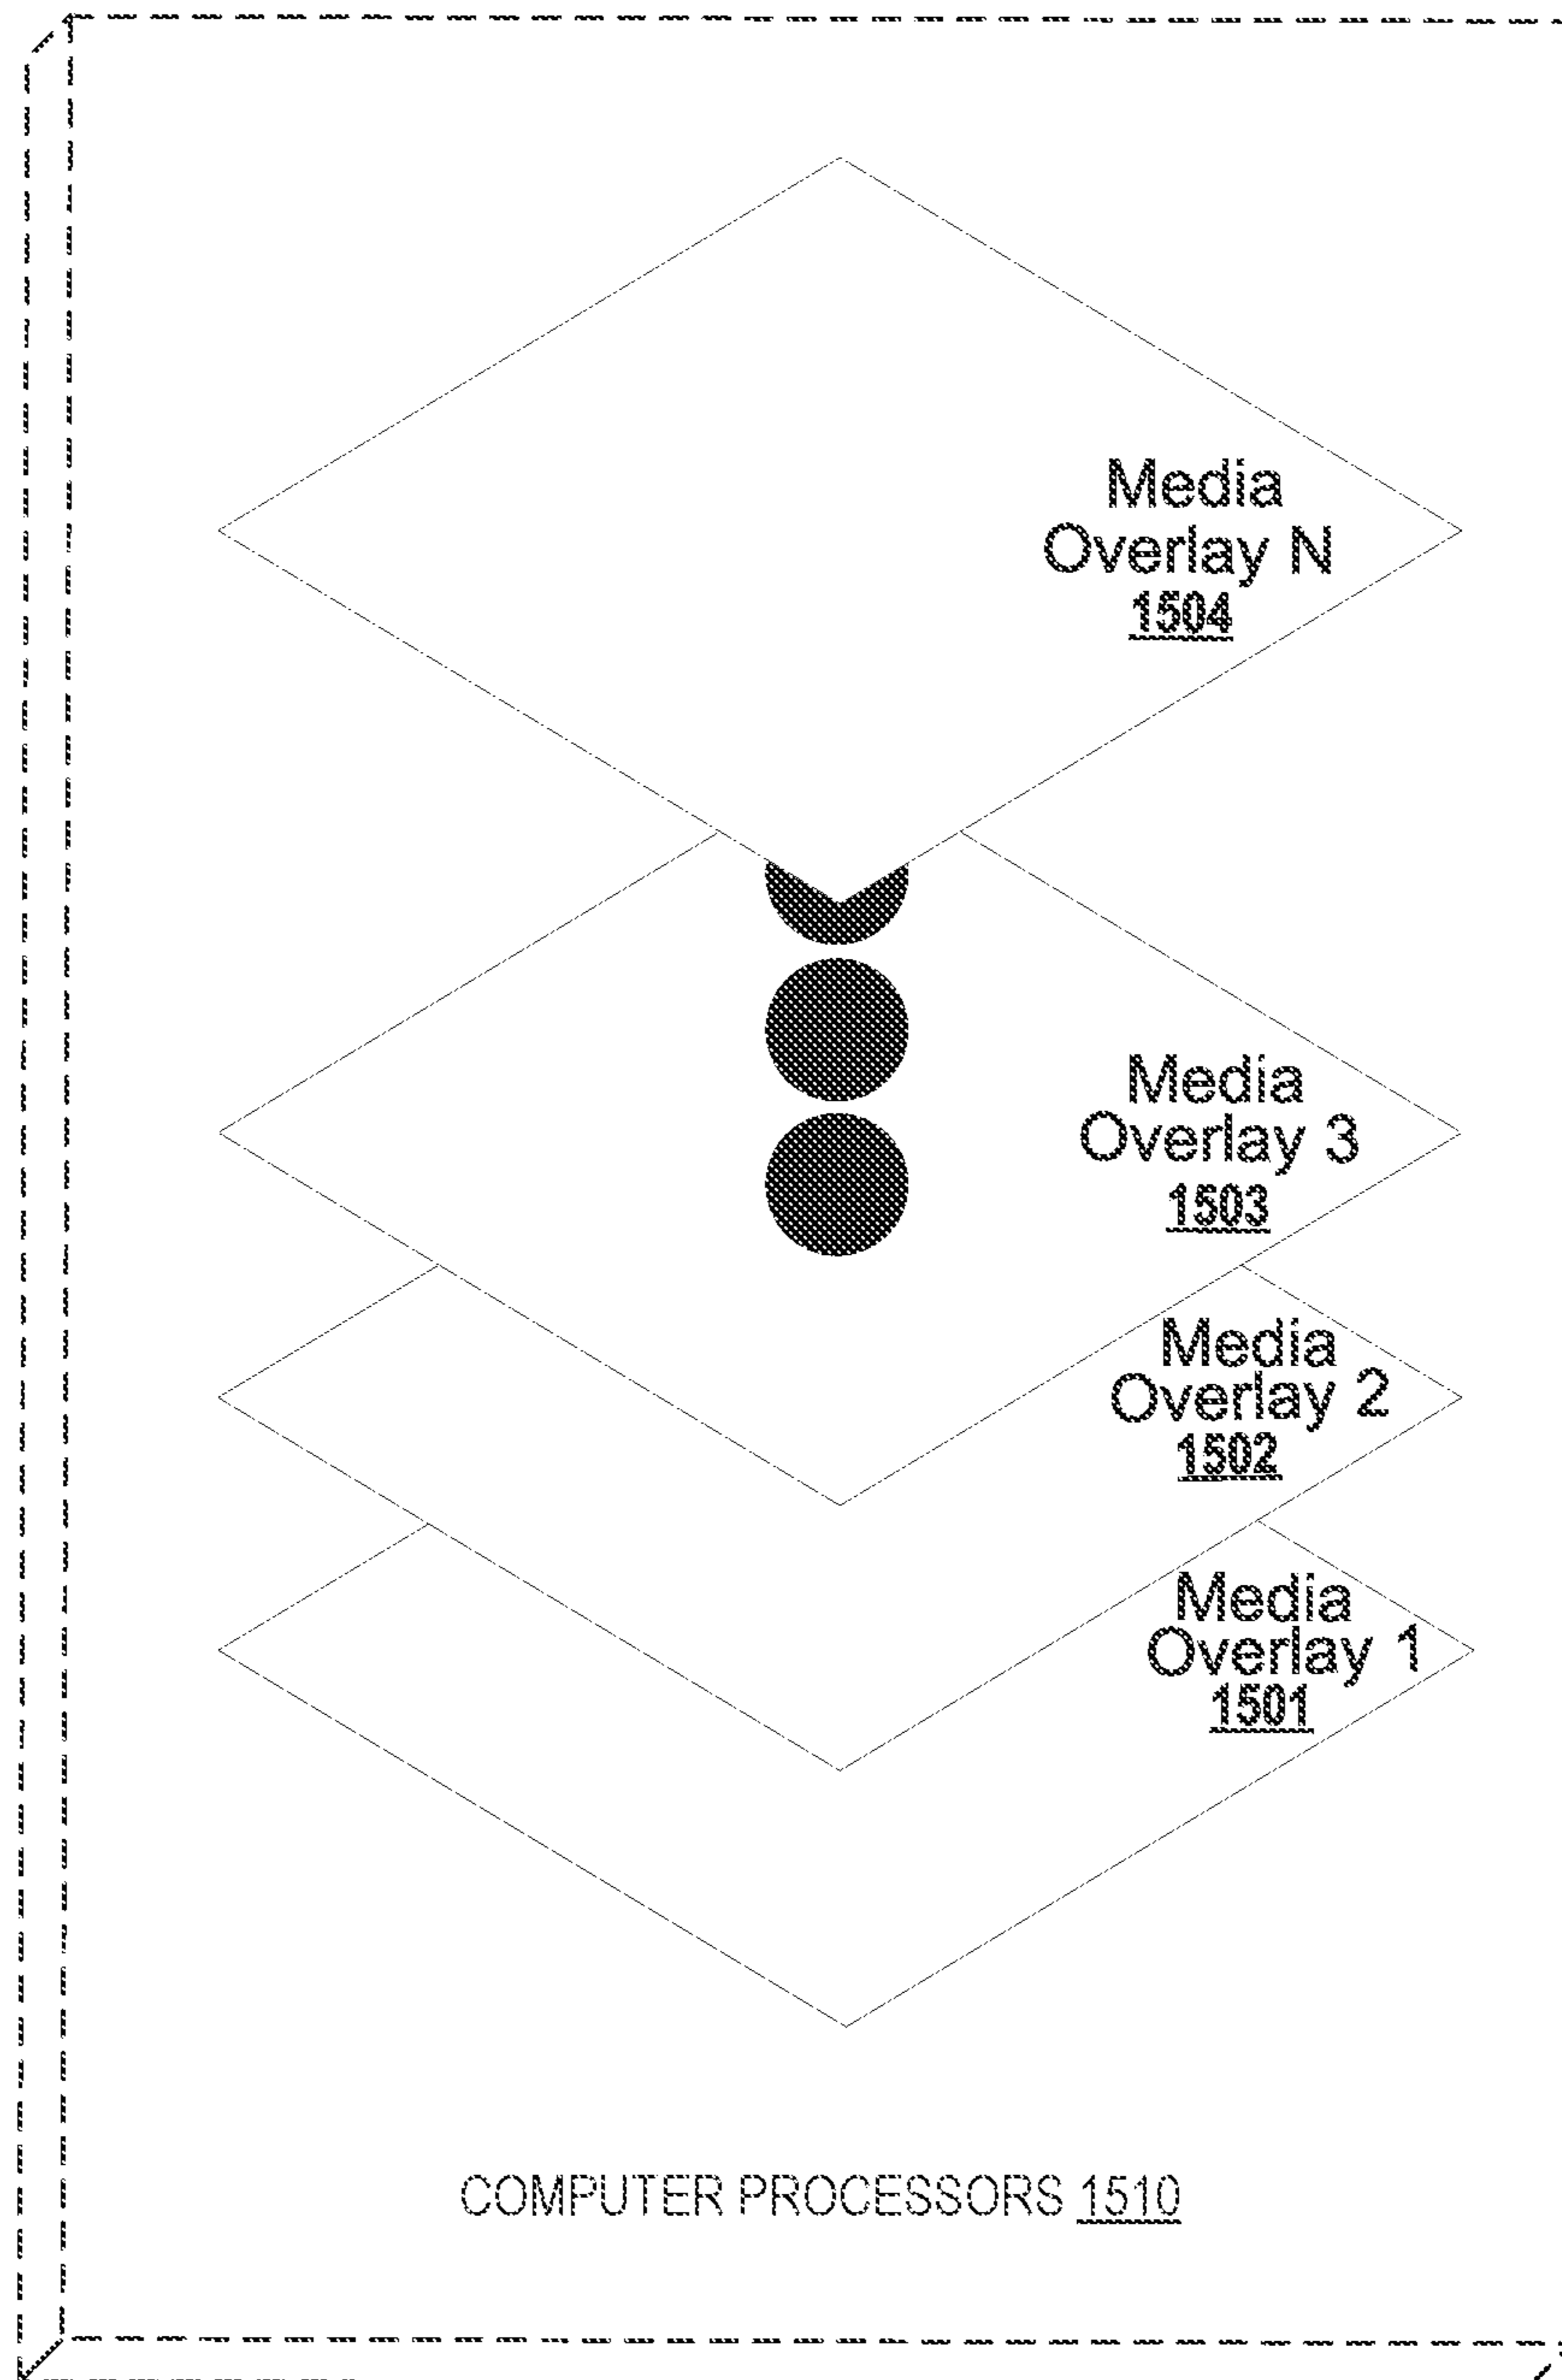 Media
Overlay N
1504
Media
Overlay 3
1503
Media
Overlay 2
1502
Media
Overlay 1
1501
COMPUTER PROCESSORS 1510